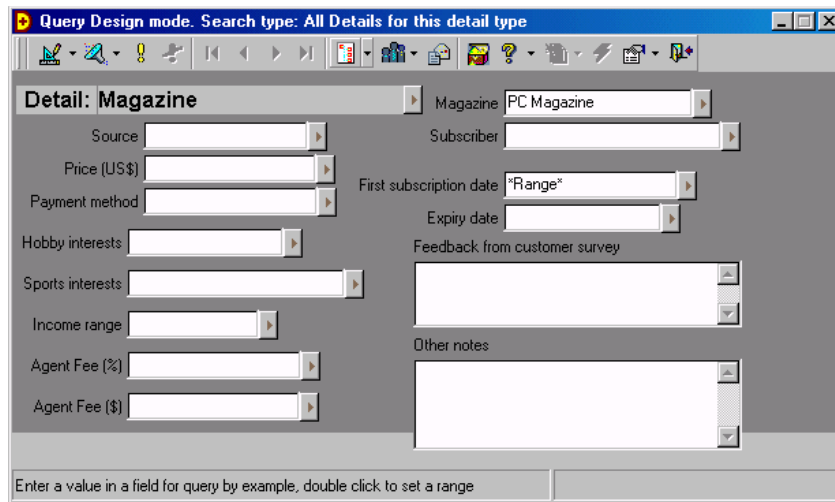 Query Design mode. Search type: All Details for this detail type
Detail: Magazine
Magazine PC Magazine
Source
Subscriber
Price (US$)
First subscription date *Range*
Payment method
Expiry date
Hobby interests
Feedback from customer survey
Sports interests
Income range
Other notes
Agent Fee (%)
Agent Fee ($)
Enter a value in a field for query by example, double click to set a range